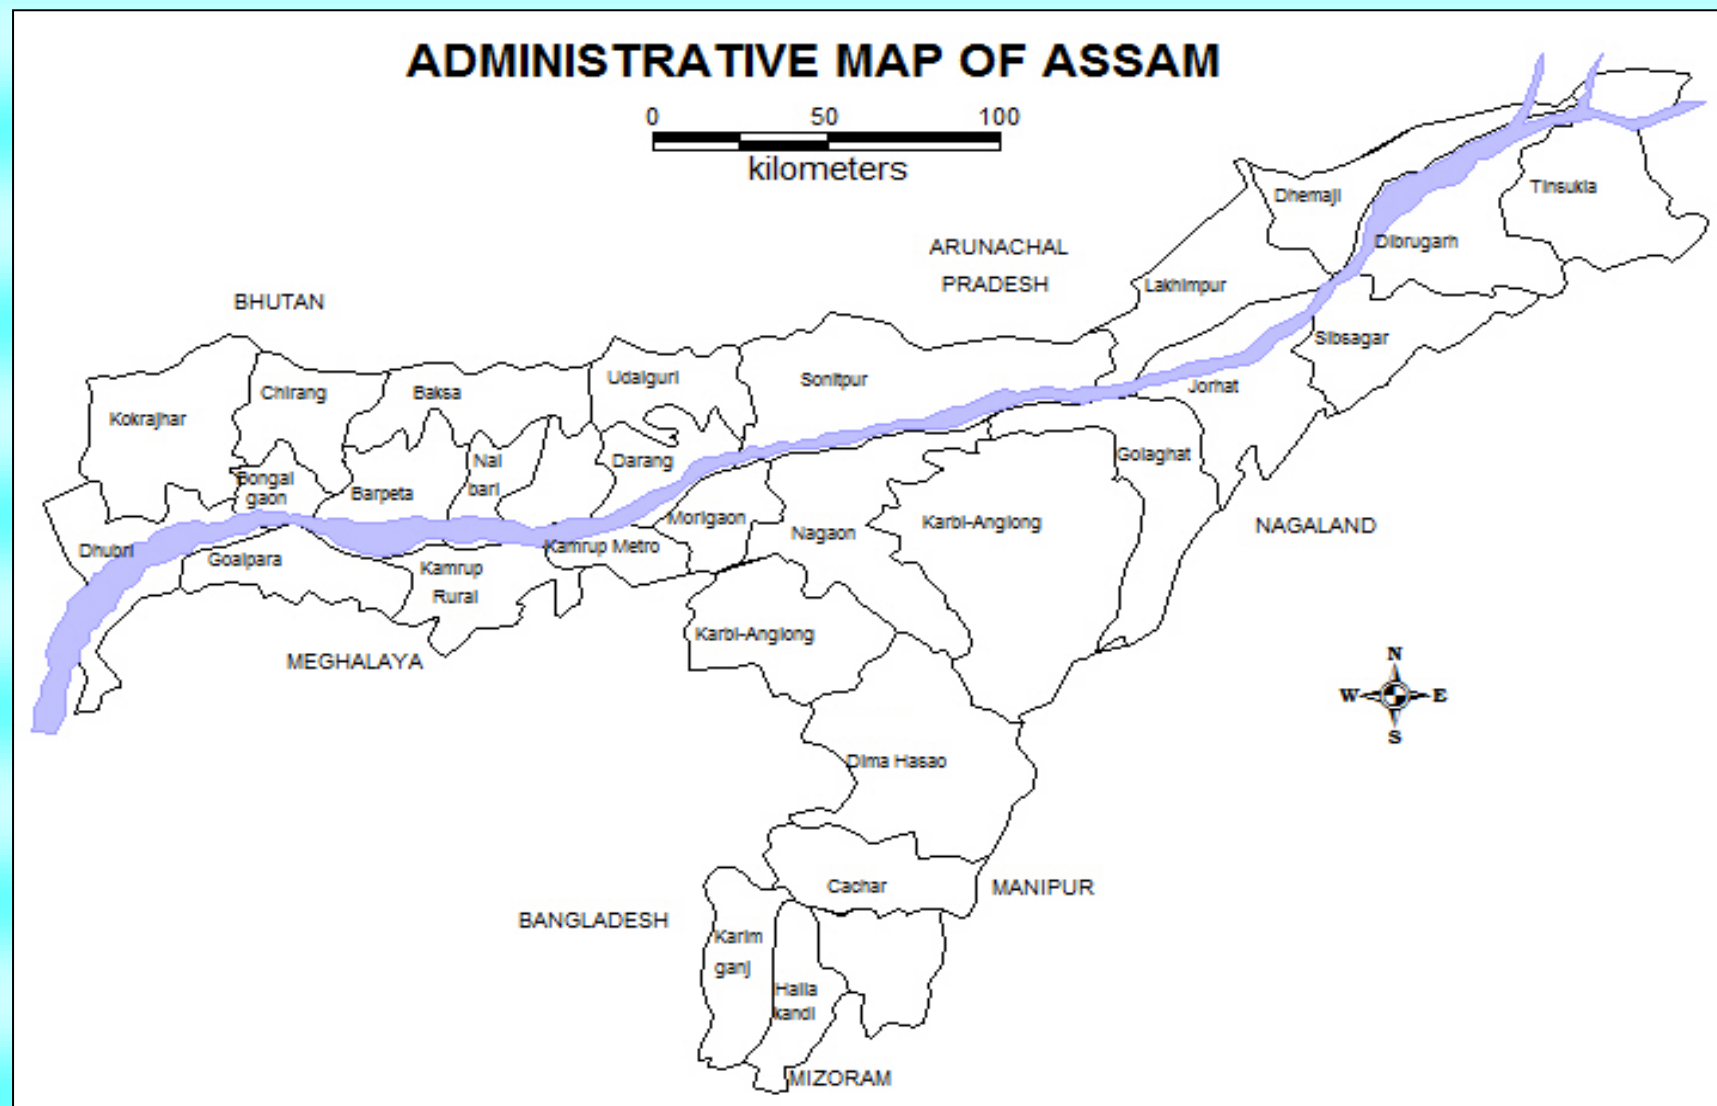 ADMINISTRATIVE MAP OF ASSAM
0 50 100
kilometers
Dhemaji
Tinsukia
Dibrugarh
ARUNACHAL
PRADESH
Lakhimpur
BHUTAN
Sibsagar
Udalguri
Sonitpur
Jorhat
Chirang
Baksa
Kokrajhar
Golaghat
Nal
bari
Darang
Bongal
gaon
Barpeta
Morigaon
Karbi-Anglong
NAGALAND
Nagaon
Dhubri
Goalpara
Kamrup Metro
Kamrup
Rural
Karbi-Anglong
MEGHALAYA
N
W E
S
Dima Hasao
Cachar
MANIPUR
BANGLADESH
Karim
ganj
Haila
kandi
MIZORAM